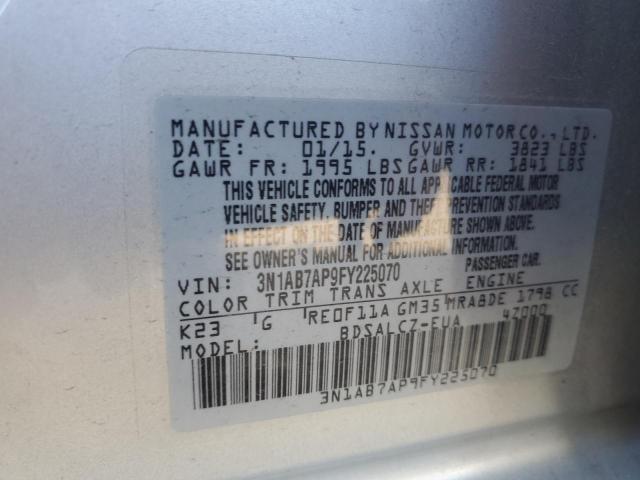 MANUFACTURED BY NISSAN MOTOR CO., LTD.
DATE: 01/15. GVWR: 3823 LBS
GAWR FR: 1995 LBS GAWR RR: 1841 LBS
THIS VEHICLE CONFORMS TO ALL APPLICABLE FEDERAL MOTOR
VEHICLE SAFETY, BUMPER AND THEFT PREVENTION STANDARDS
IN EFFECT ON THE DATE OF MANUFACTURE SHOWN ABOVE.
SEE OWNER'S MANUAL FOR ADDITIONAL INFORMATION.
VIN: 3N1AB7AP9FY225070 PASSENGER CAR
COLOR TRIM TRANS AXLE ENGINE
K23 G RE0F11A GM35 MRA8DE 1798 CC
MODEL: BDSALCZ-EUA 4Z000
3N1AB7AP9FY225070